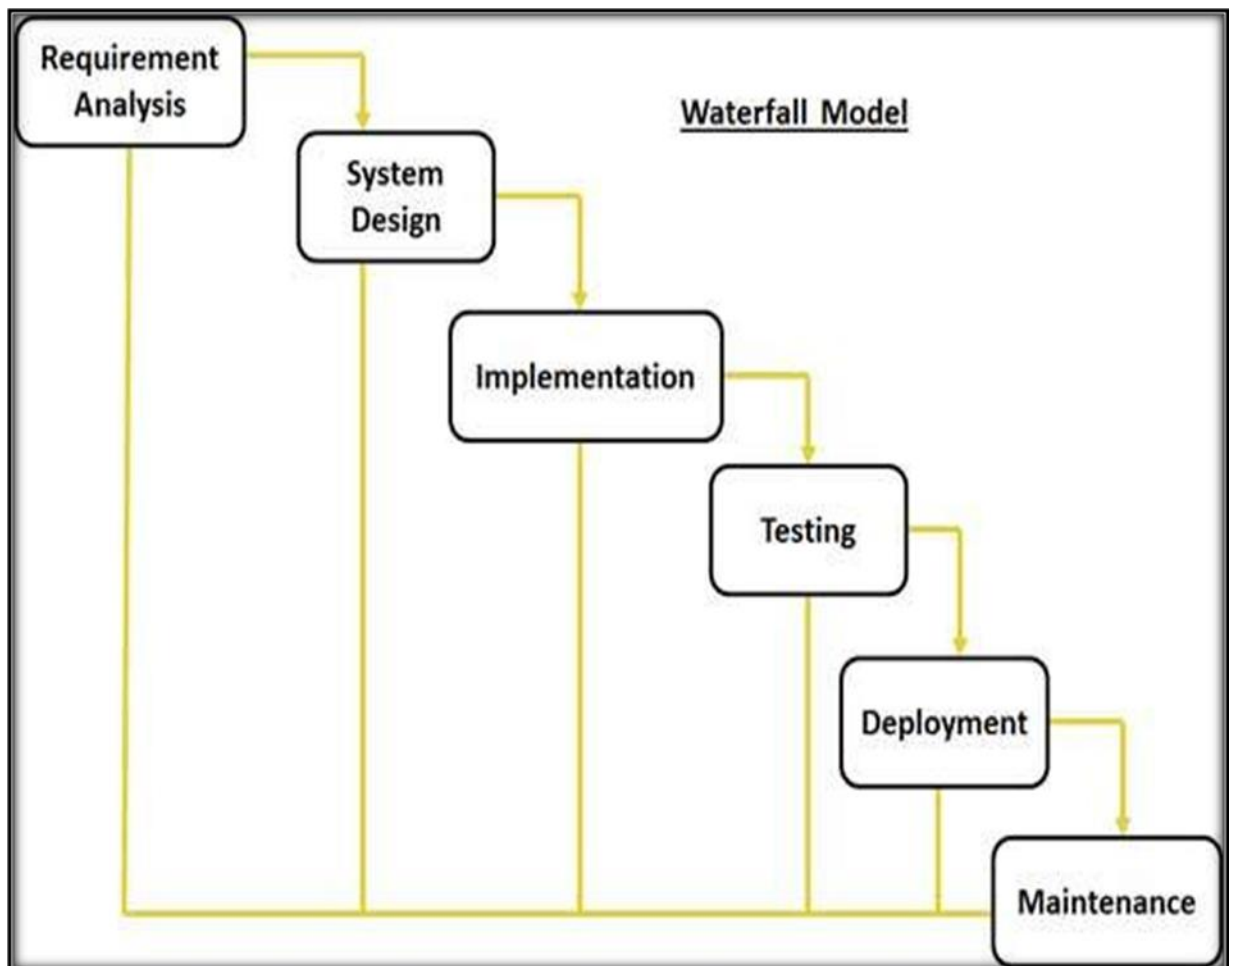 Requirement
Analysis
Waterfall Model
System
Design
Implementation
Testing
Deployment
Maintenance